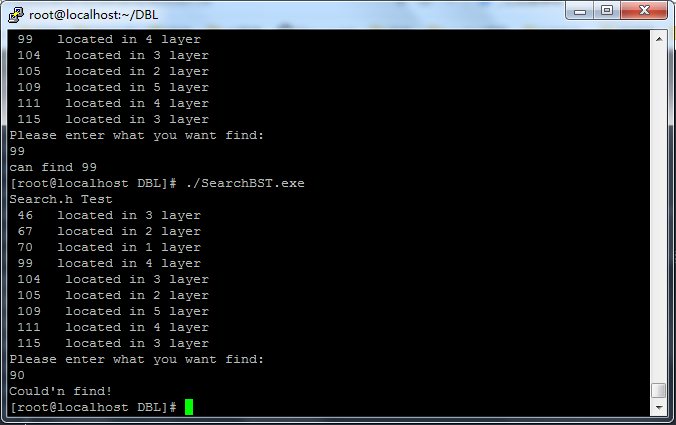 root@localhost:~/DBL
99   located in 4 layer
104   located in 3 layer
105   located in 2 layer
109   located in 5 layer
111   located in 4 layer
115   located in 3 layer
Please enter what you want find:
99
can find 99
[root@localhost DBL]# ./SearchBST.exe
Search.h Test
46   located in 3 layer
67   located in 2 layer
70   located in 1 layer
99   located in 4 layer
104   located in 3 layer
105   located in 2 layer
109   located in 5 layer
111   located in 4 layer
115   located in 3 layer
Please enter what you want find:
90
Could'n find!
[root@localhost DBL]#